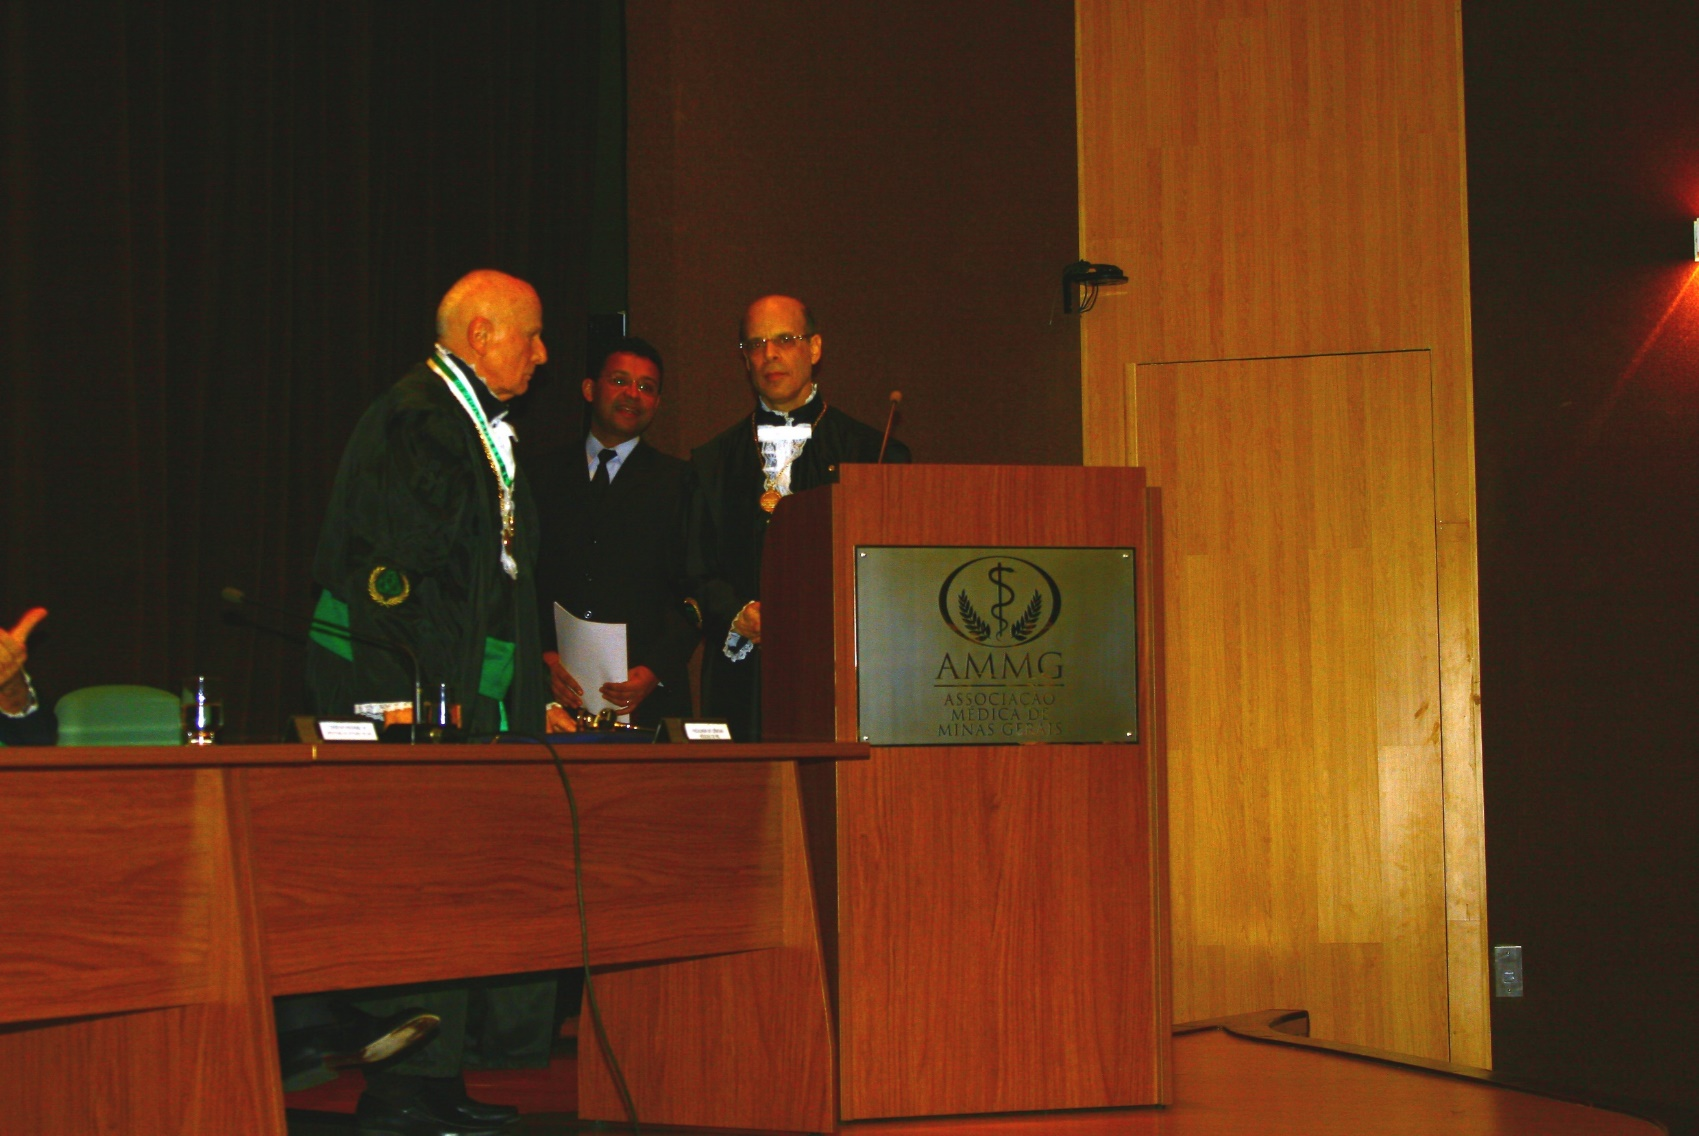 AMMG
ASSOCIAÇÃO
MÉDICA DE
MINAS GERAIS